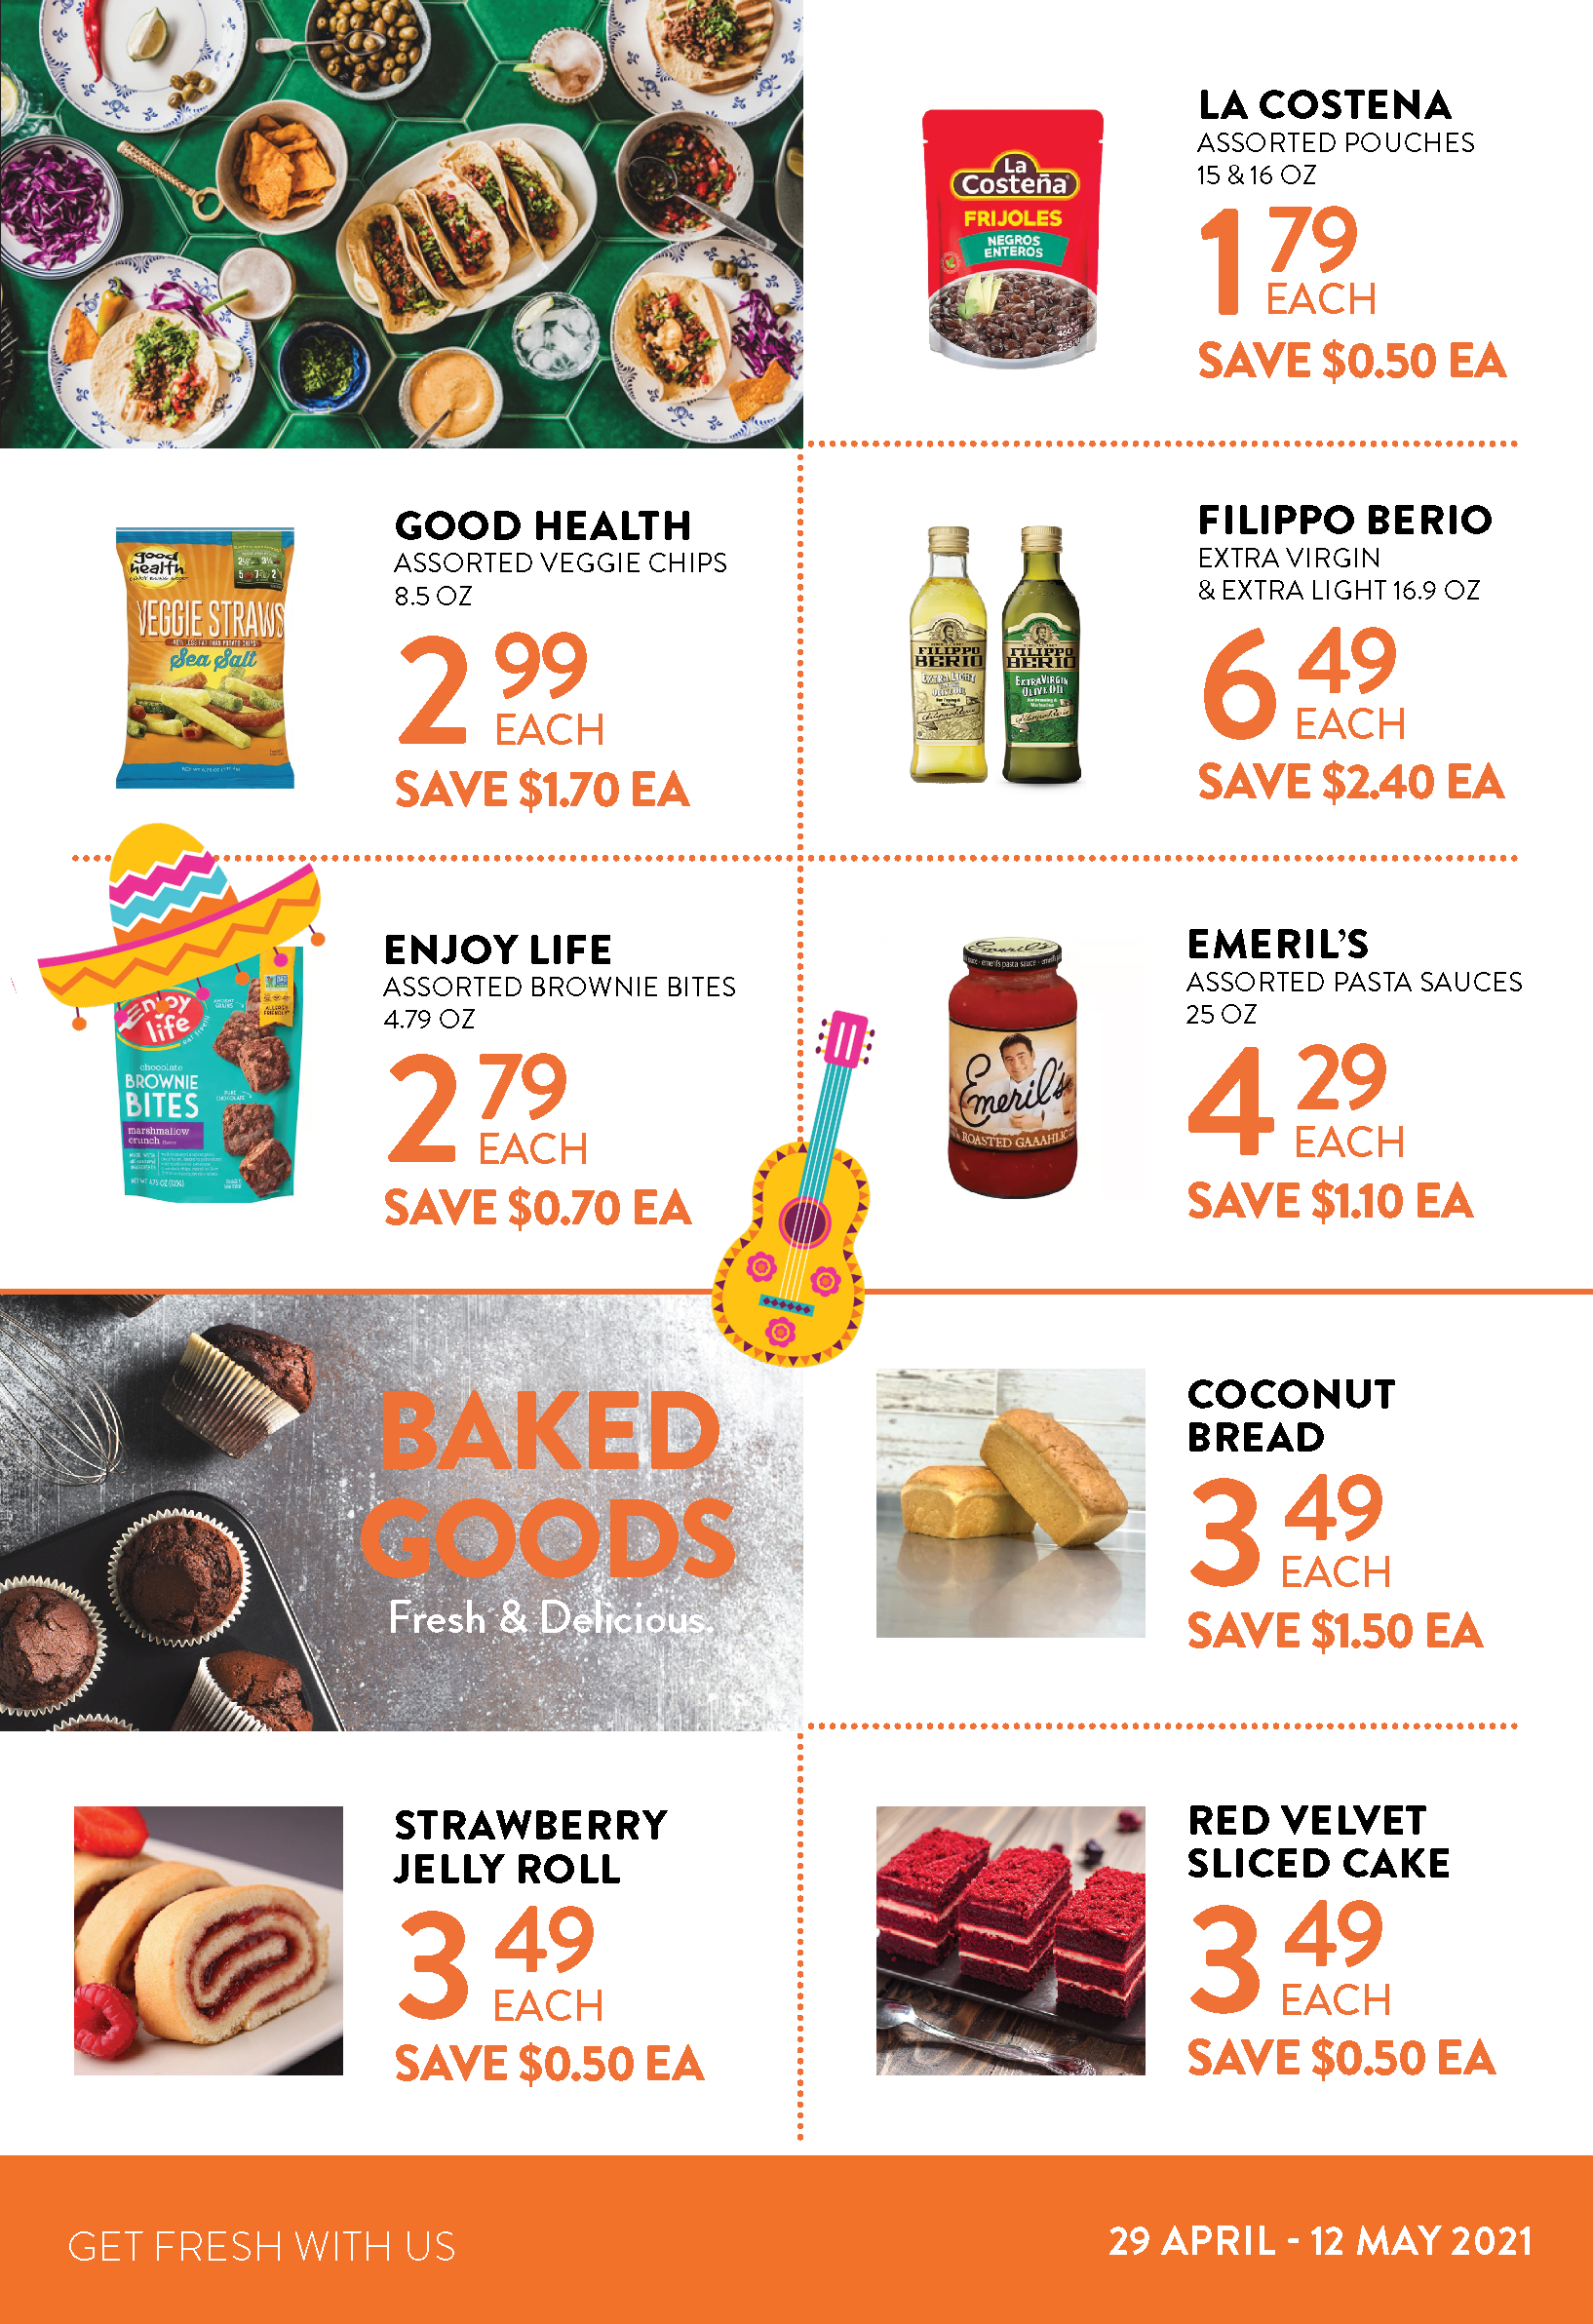 LA COSTENA
ASSORTED POUCHES
15 & 16 OZ
1 79
EACH
SAVE $0.50 EA
La
Costeña
FRIJOLES
NEGROS
ENTEROS
GOOD HEALTH
ASSORTED VEGGIE CHIPS
8.5 OZ
2 99
EACH
SAVE $1.70 EA
good
health
VEGGIE STRAWS
Sea Salt
FILIPPO BERIO
EXTRA VIRGIN
& EXTRA LIGHT 16.9 OZ
6 49
EACH
SAVE $2.40 EA
FILIPPO
BERIO
EXTRA LIGHT
OLIVE OIL
FILIPPO
BERIO
EXTRA VIRGIN
OLIVE OIL
ENJOY LIFE
ASSORTED BROWNIE BITES
4.79 OZ
2 79
EACH
SAVE $0.70 EA
Enjoy
life
eat freely
chocolate
BROWNIE
BITES
marshmallow
crunch
ALLERGY
FRIENDLY
EMERIL'S
ASSORTED PASTA SAUCES
25 OZ
4 29
EACH
SAVE $1.10 EA
Emeril's
ROASTED GAAAHLIC
BAKED
GOODS
Fresh & Delicious.
COCONUT
BREAD
3 49
EACH
SAVE $1.50 EA
STRAWBERRY
JELLY ROLL
3 49
EACH
SAVE $0.50 EA
RED VELVET
SLICED CAKE
3 49
EACH
SAVE $0.50 EA
GET FRESH WITH US
29 APRIL - 12 MAY 2021